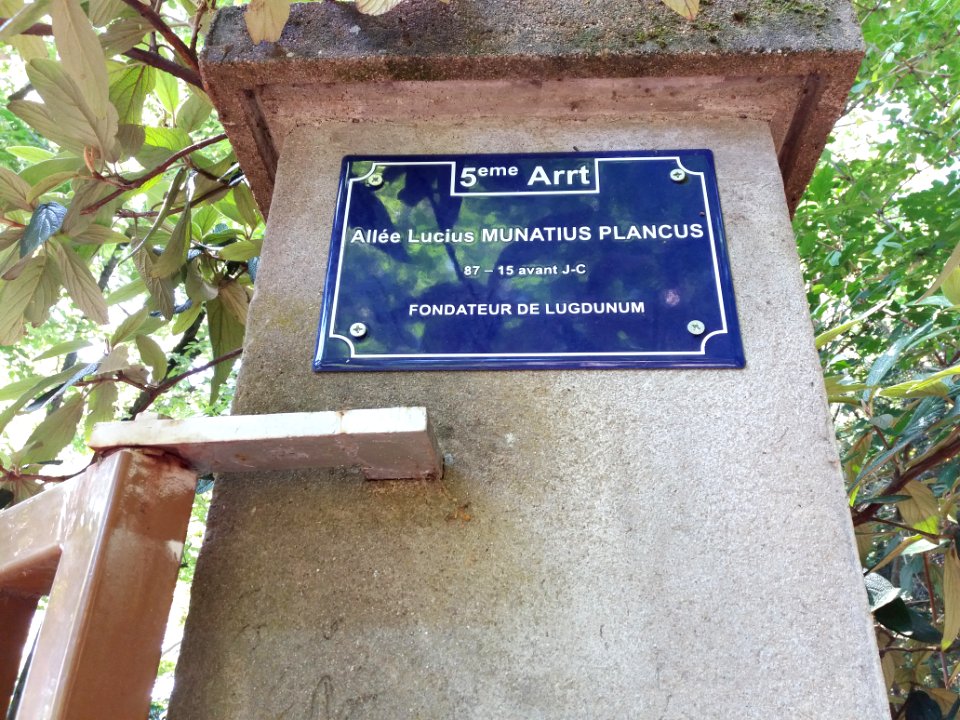 5eme Arrt
Allée Lucius MUNATIUS PLANCUS
87 – 15 avant J-C
FONDATEUR DE LUGDUNUM